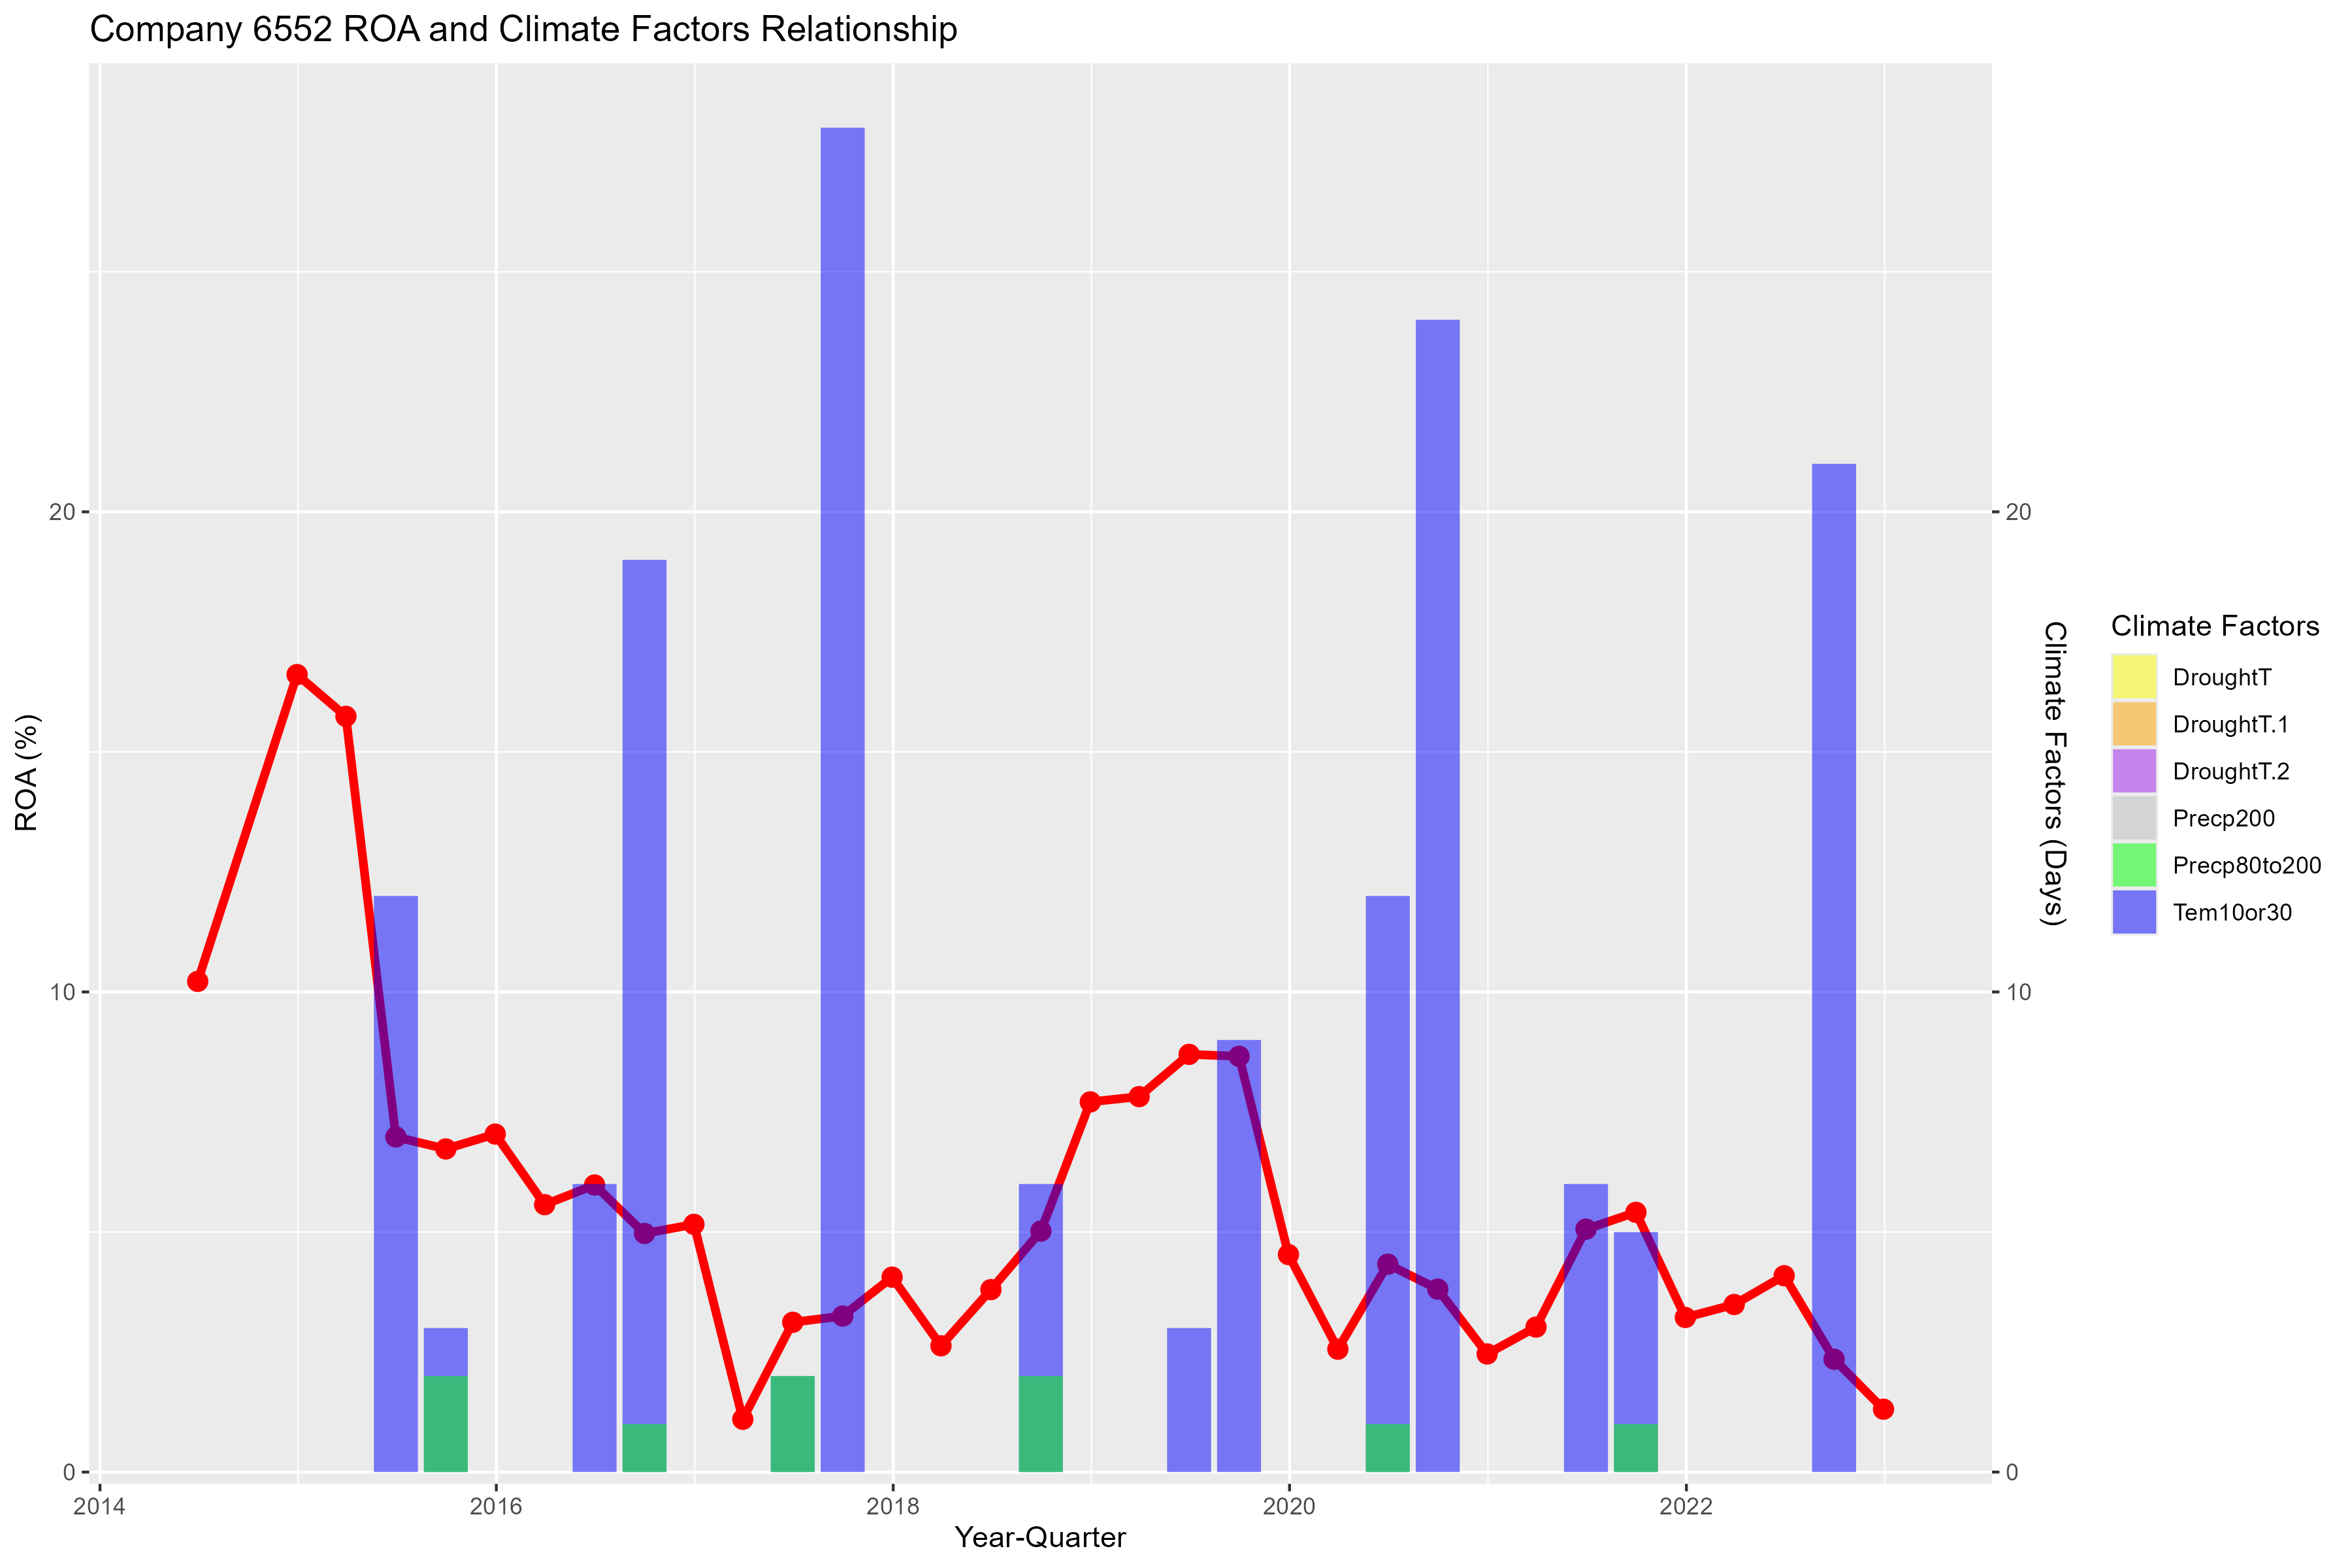 Company 6552 ROA and Climate Factors Relationship
ROA (%)
20
10
0
20
10
0
Climate Factors (Days)
2014
2016
2018
2020
2022
Year-Quarter
Climate Factors
DroughtT
DroughtT.1
DroughtT.2
Precp200
Precp80to200
Tem10or30